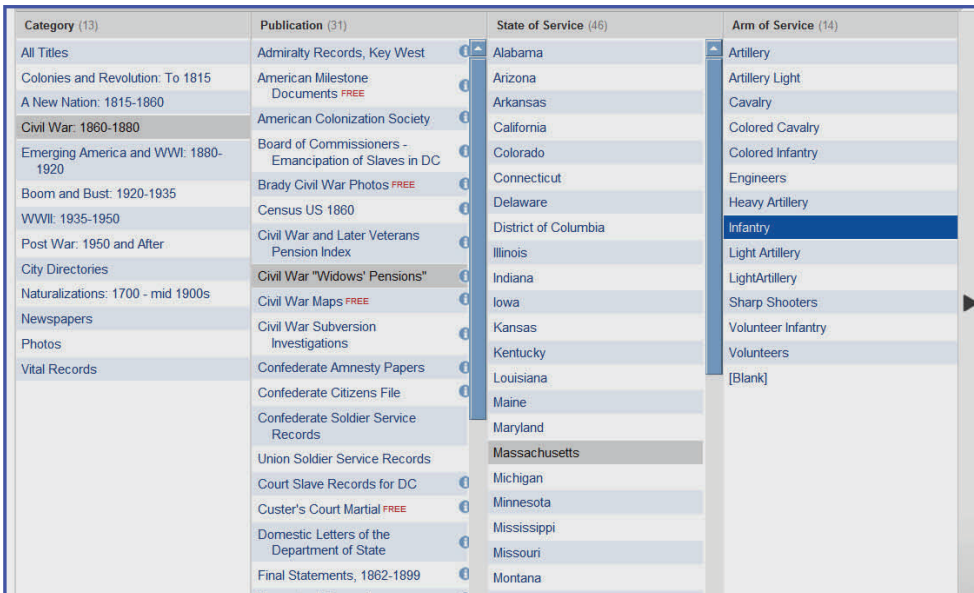 Category (13)
All Titles
Colonies and Revolution: To 1815
A New Nation: 1815-1860
Civil War: 1860-1880
Emerging America and WWI: 1880-
1920
Boom and Bust: 1920-1935
WWII: 1935-1950
Post War: 1950 and After
City Directories
Naturalizations: 1700 - mid 1900s
Newspapers
Photos
Vital Records
Publication (31)
Admiralty Records, Key West
American Milestone
Documents FREE
American Colonization Society
Board of Commissioners -
Emancipation of Slaves in DC
Brady Civil War Photos FREE
Census US 1860
Civil War and Later Veterans
Pension Index
Civil War "Widows' Pensions"
Civil War Maps FREE
Civil War Subversion
Investigations
Confederate Amnesty Papers
Confederate Citizens File
Confederate Soldier Service
Records
Union Soldier Service Records
Court Slave Records for DC
Custer's Court Martial FREE
Domestic Letters of the
Department of State
Final Statements, 1862-1899
State of Service (46)
Alabama
Arizona
Arkansas
California
Colorado
Connecticut
Delaware
District of Columbia
Illinois
Indiana
Iowa
Kansas
Kentucky
Louisiana
Maine
Maryland
Massachusetts
Michigan
Minnesota
Mississippi
Missouri
Montana
Arm of Service (14)
Artillery
Artillery Light
Cavalry
Colored Cavalry
Colored Infantry
Engineers
Heavy Artillery
Infantry
Light Artillery
LightArtillery
Sharp Shooters
Volunteer Infantry
Volunteers
[Blank]